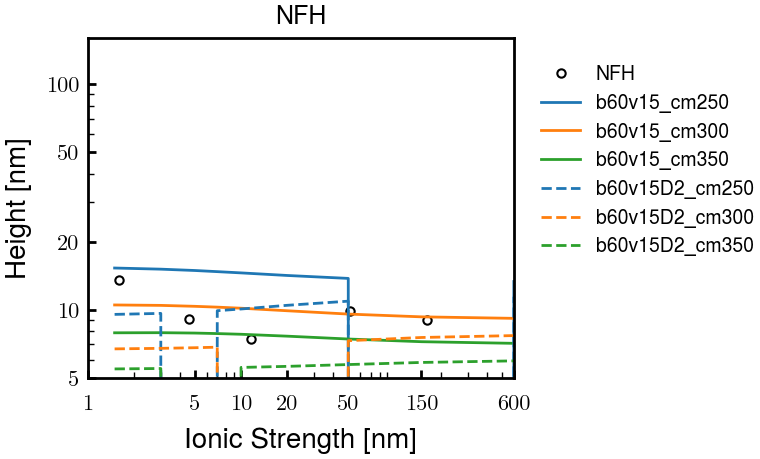 NFH
Height [nm]
100
50
20
10
5
1
5
10
20
50
150
600
Ionic Strength [nm]
NFH
b60v15_cm250
b60v15_cm300
b60v15_cm350
b60v15D2_cm250
b60v15D2_cm300
b60v15D2_cm350